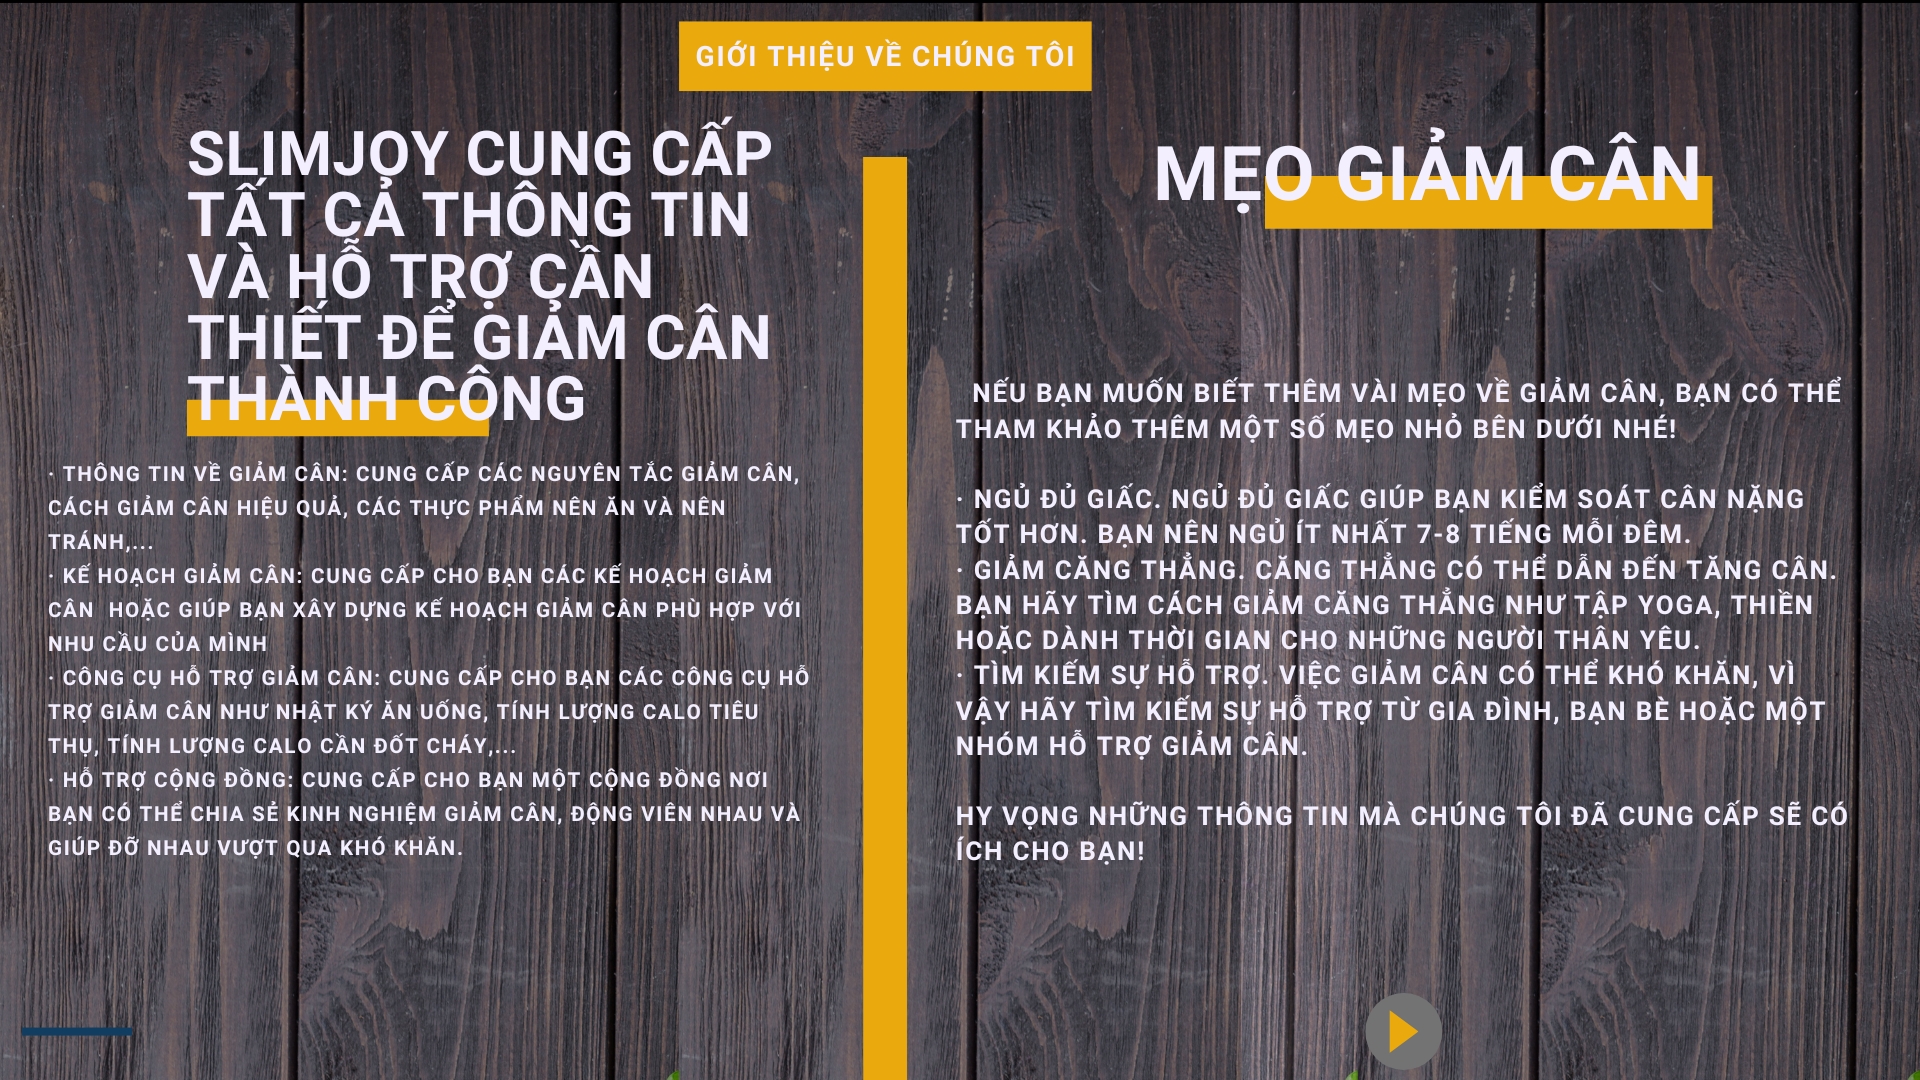 GIỚI THIỆU VỀ CHÚNG TÔI
SLIMJOY CUNG CẤP
TẤT CẢ THÔNG TIN
VÀ HỖ TRỢ CẦN
THIẾT ĐỂ GIẢM CÂN
THÀNH CÔNG
· THÔNG TIN VỀ GIẢM CÂN: CUNG CẤP CÁC NGUYÊN TẮC GIẢM CÂN,
CÁCH GIẢM CÂN HIỆU QUẢ, CÁC THỰC PHẨM NÊN ĂN VÀ NÊN
TRÁNH,...
· KẾ HOẠCH GIẢM CÂN: CUNG CẤP CHO BẠN CÁC KẾ HOẠCH GIẢM
CÂN  HOẶC GIÚP BẠN XÂY DỰNG KẾ HOẠCH GIẢM CÂN PHÙ HỢP VỚI
NHU CẦU CỦA MÌNH
· CÔNG CỤ HỖ TRỢ GIẢM CÂN: CUNG CẤP CHO BẠN CÁC CÔNG CỤ HỖ
TRỢ GIẢM CÂN NHƯ NHẬT KÝ ĂN UỐNG, TÍNH LƯỢNG CALO TIÊU
THỤ, TÍNH LƯỢNG CALO CẦN ĐỐT CHÁY,...
· HỖ TRỢ CỘNG ĐỒNG: CUNG CẤP CHO BẠN MỘT CỘNG ĐỒNG NƠI
BẠN CÓ THỂ CHIA SẺ KINH NGHIỆM GIẢM CÂN, ĐỘNG VIÊN NHAU VÀ
GIÚP ĐỠ NHAU VƯỢT QUA KHÓ KHĂN.
MẸO GIẢM CÂN
NẾU BẠN MUỐN BIẾT THÊM VÀI MẸO VỀ GIẢM CÂN, BẠN CÓ THỂ
THAM KHẢO THÊM MỘT SỐ MẸO NHỎ BÊN DƯỚI NHÉ!
· NGỦ ĐỦ GIẤC. NGỦ ĐỦ GIẤC GIÚP BẠN KIỂM SOÁT CÂN NẶNG
TỐT HƠN. BẠN NÊN NGỦ ÍT NHẤT 7-8 TIẾNG MỖI ĐÊM.
· GIẢM CĂNG THẲNG. CĂNG THẲNG CÓ THỂ DẪN ĐẾN TĂNG CÂN.
BẠN HÃY TÌM CÁCH GIẢM CĂNG THẲNG NHƯ TẬP YOGA, THIỀN
HOẶC DÀNH THỜI GIAN CHO NHỮNG NGƯỜI THÂN YÊU.
· TÌM KIẾM SỰ HỖ TRỢ. VIỆC GIẢM CÂN CÓ THỂ KHÓ KHĂN, VÌ
VẬY HÃY TÌM KIẾM SỰ HỖ TRỢ TỪ GIA ĐÌNH, BẠN BÈ HOẶC MỘT
NHÓM HỖ TRỢ GIẢM CÂN.
HY VỌNG NHỮNG THÔNG TIN MÀ CHÚNG TÔI ĐÃ CUNG CẤP SẼ CÓ
ÍCH CHO BẠN!